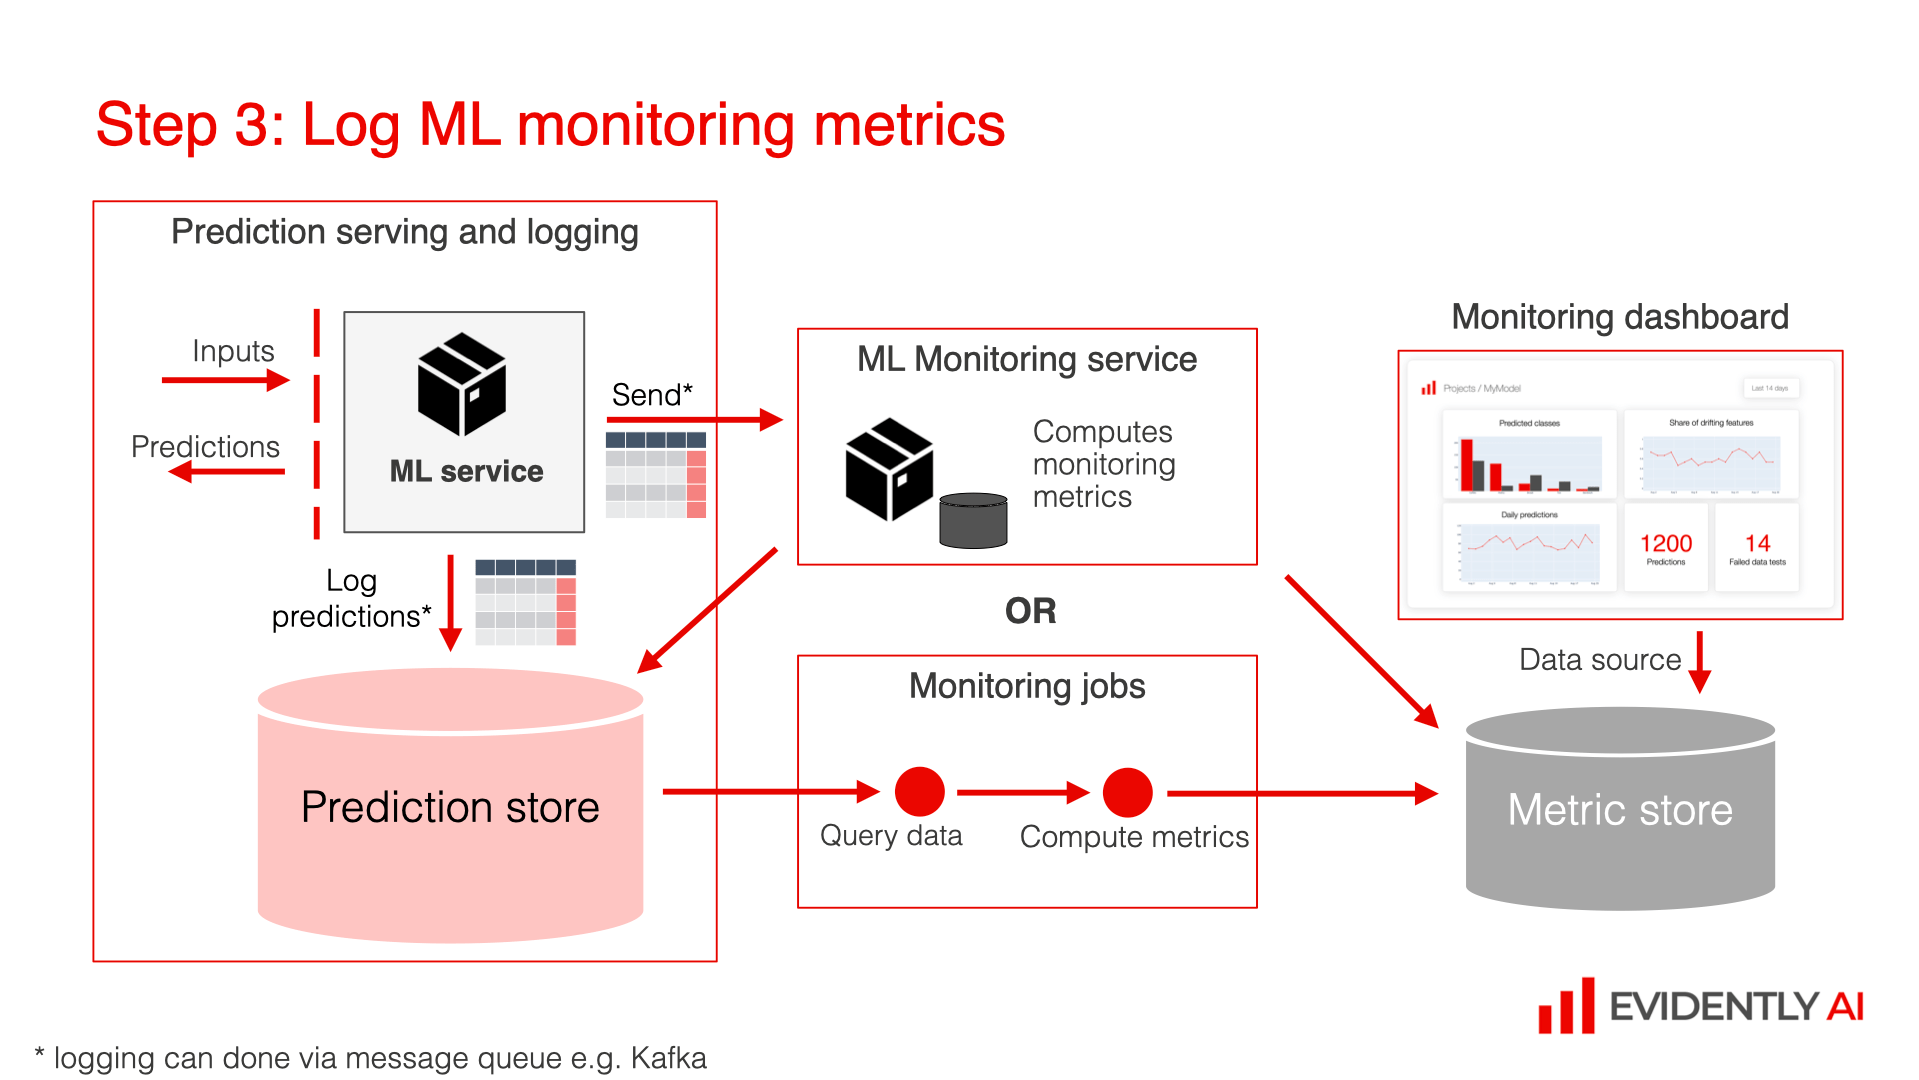 Step 3: Log ML monitoring metrics
Prediction serving and logging
Inputs
Predictions
ML service
Send*
Log
predictions*
Prediction store
ML Monitoring service
Computes
monitoring
metrics
OR
Monitoring jobs
Query data
Compute metrics
Monitoring dashboard
Projects / MyModel
Last 14 days
Predicted classes
Share of drifting features
Daily predictions
1200
Predictions
14
Failed data tests
Data source
Metric store
EVIDENTLY AI
* logging can done via message queue e.g. Kafka